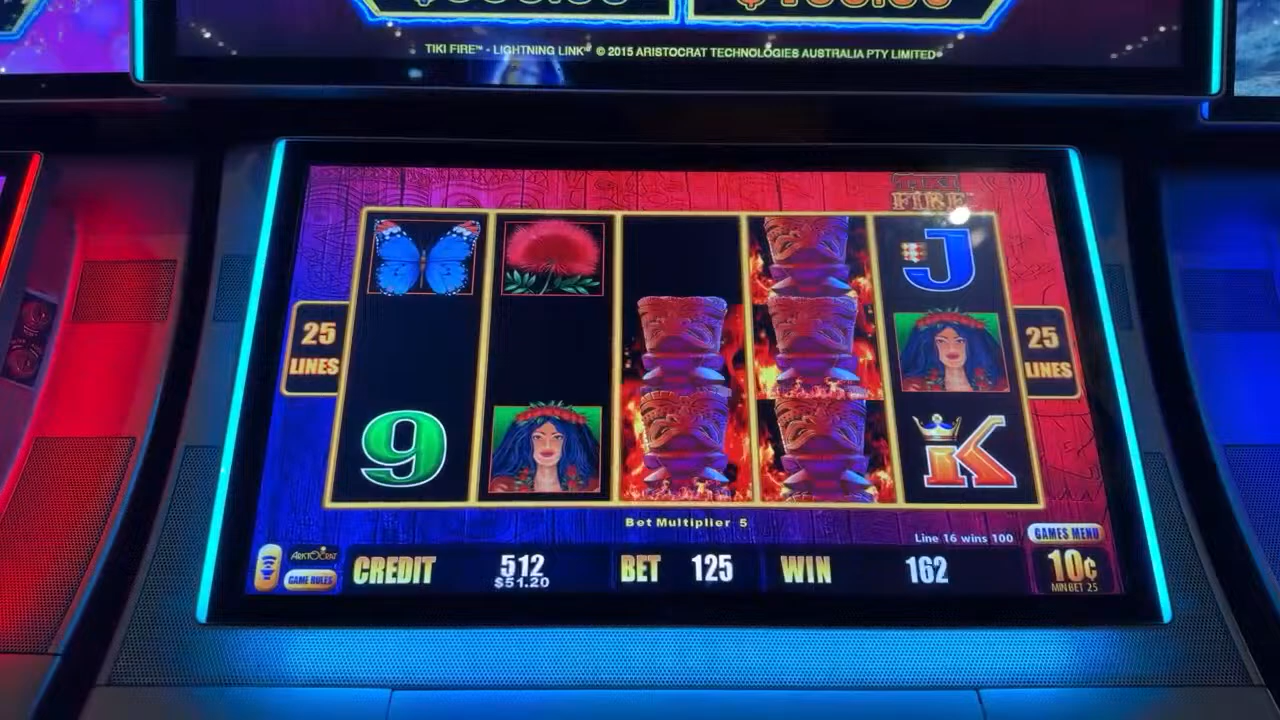 TIKI FIRE™ - LIGHTNING LINK® © 2015 ARISTOCRAT TECHNOLOGIES AUSTRALIA PTY LIMITED
FIRE
J
25
LINES
25
LINES
9
K
Bet Multiplier 5
Line 16 wins 100
GAMES MENU
ARISTOCRAT
GAME RULES
CREDIT
512
$51.20
BET
125
WIN
162
10¢
MIN BET 25